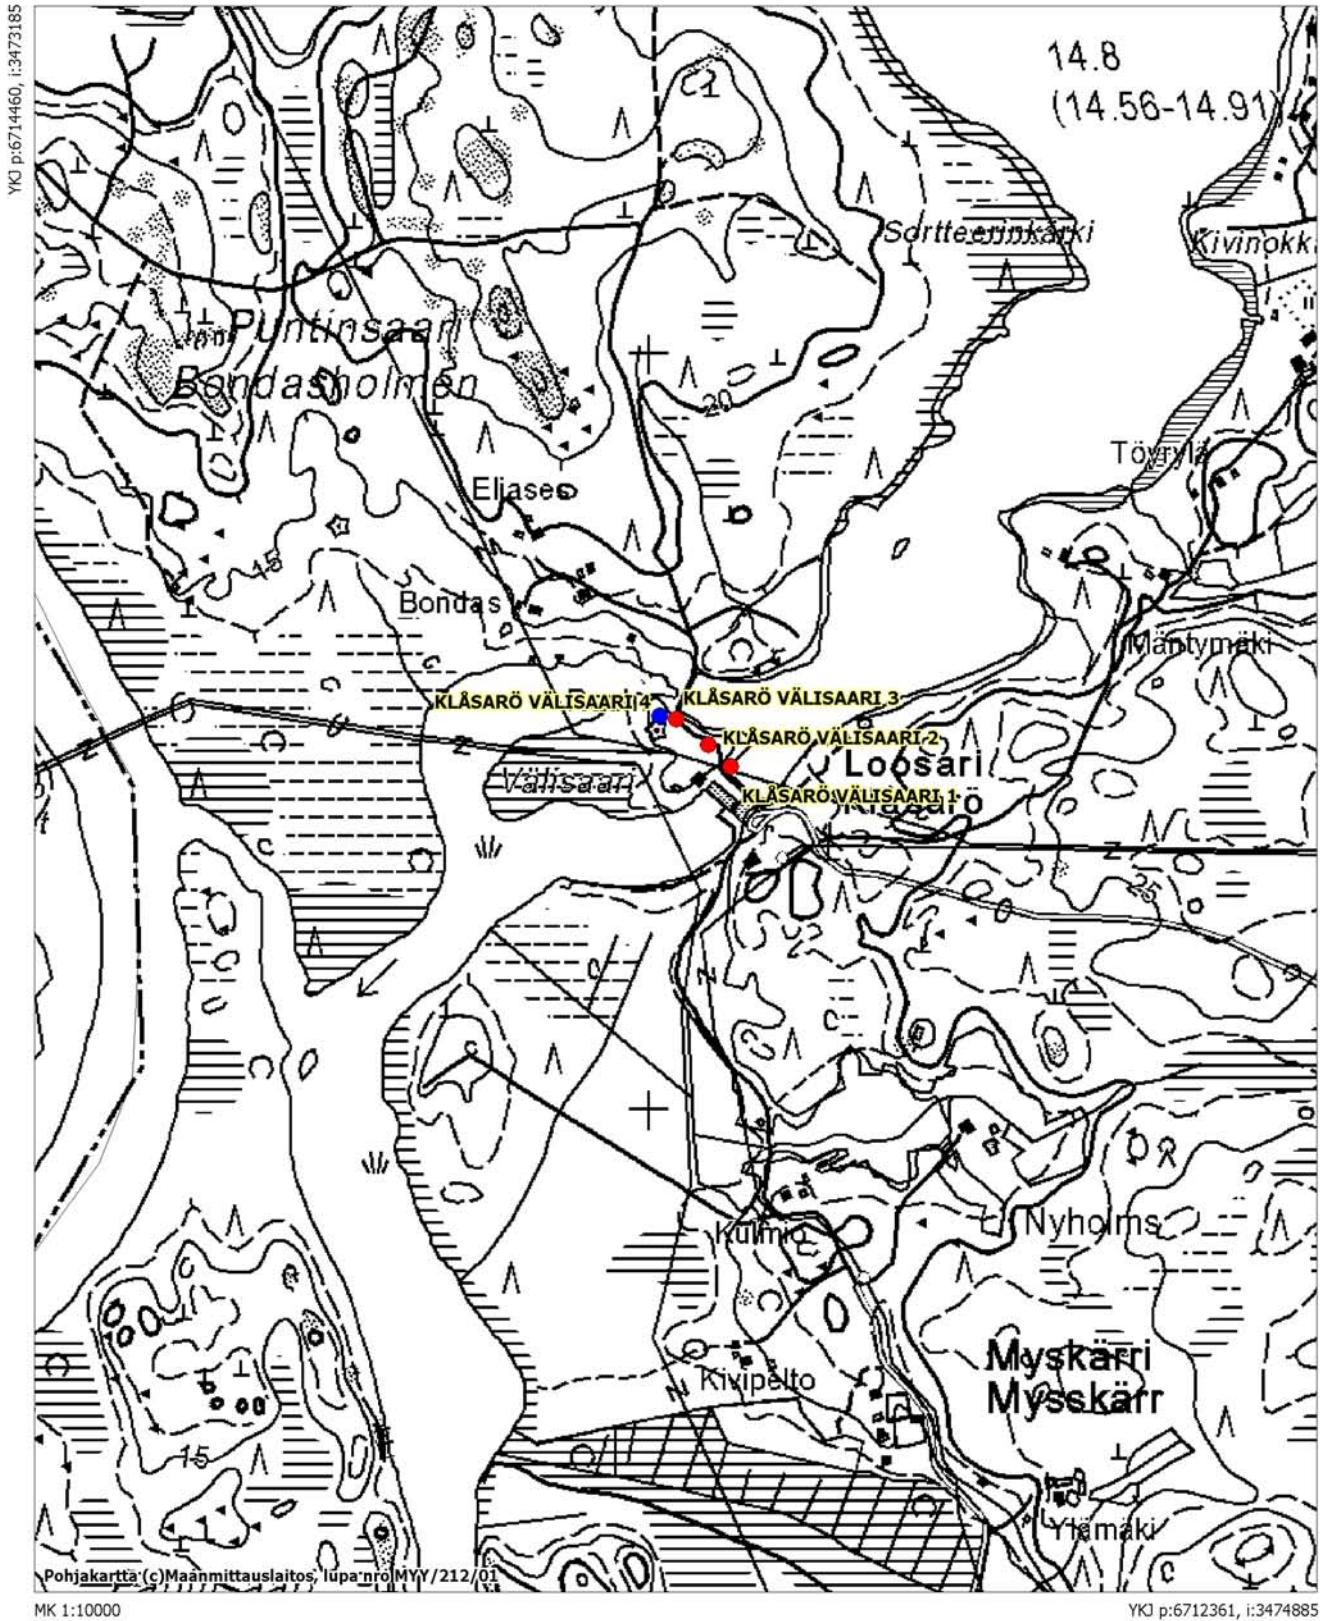 YKJ p:6714460, i:3473185
14.8
(14.56-14.91)
Sortteerinkärki
Kivinokk
Puntinsaari
Bondasholmen
20
Töyrylä
Eliases
15
Bondas
Mäntymäki
KLÅSARÖ VÄLISAARI 4
KLÅSARÖ VÄLISAARI 3
KLÅSARÖ VÄLISAARI 2
Loosari
Välisaari
KLÅSARÖ VÄLISAARI 1
Klåsarö
25
Nyholms
Kulmio
Myskärri
Mysskärr
Kivipelto
15
Ylämäki
Pohjakartta (c)Maanmittauslaitos, lupa nro MYY/212/01
MK 1:10000
YKJ p:6712361, i:3474885